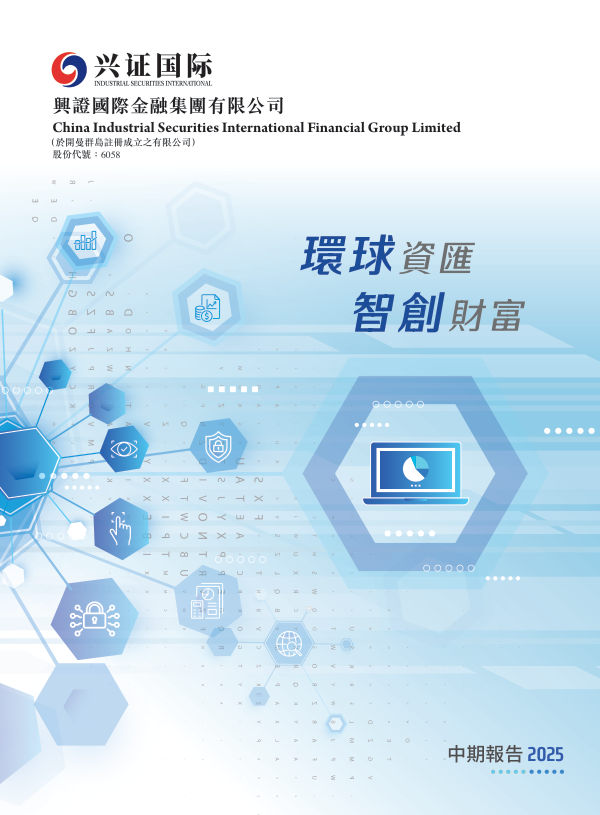 兴证国际
INDUSTRIAL SECURITIES INTERNATIONAL
興證國際金融集團有限公司
China Industrial Securities International Financial Group Limited
(於開曼群島註冊成立之有限公司)
股份代號：6058
環球資匯
智創財富
中期報告 2025